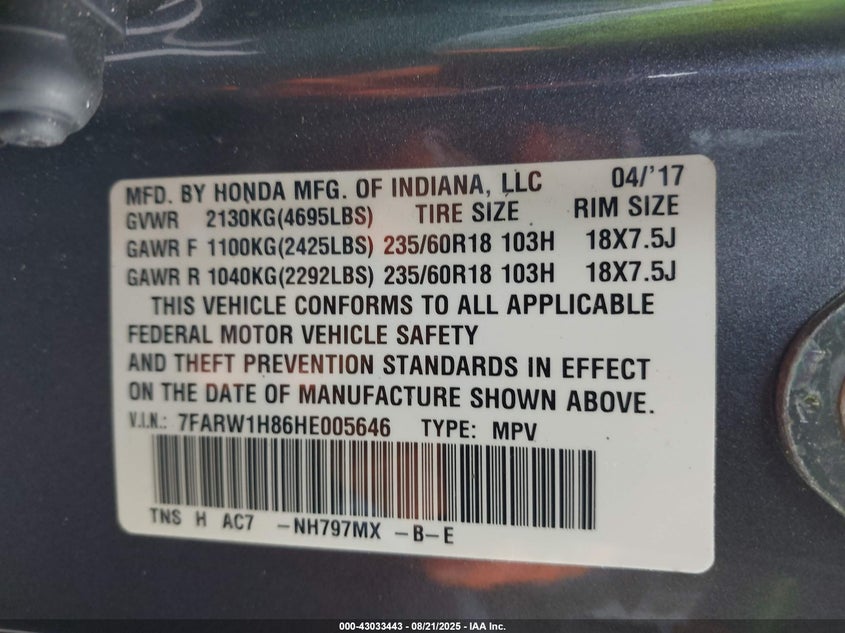 MFD. BY HONDA MFG. OF INDIANA, LLC 04/'17
GVWR 2130KG(4695LBS) TIRE SIZE RIM SIZE
GAWR F 1100KG(2425LBS) 235/60R18 103H 18X7.5J
GAWR R 1040KG(2292LBS) 235/60R18 103H 18X7.5J
THIS VEHICLE CONFORMS TO ALL APPLICABLE
FEDERAL MOTOR VEHICLE SAFETY
AND THEFT PREVENTION STANDARDS IN EFFECT
ON THE DATE OF MANUFACTURE SHOWN ABOVE.
V.I.N.: 7FARW1H86HE005646 TYPE: MPV
TNS H AC7 -NH797MX -B-E
000-43033443 - 08/21/2025 - IAA Inc.